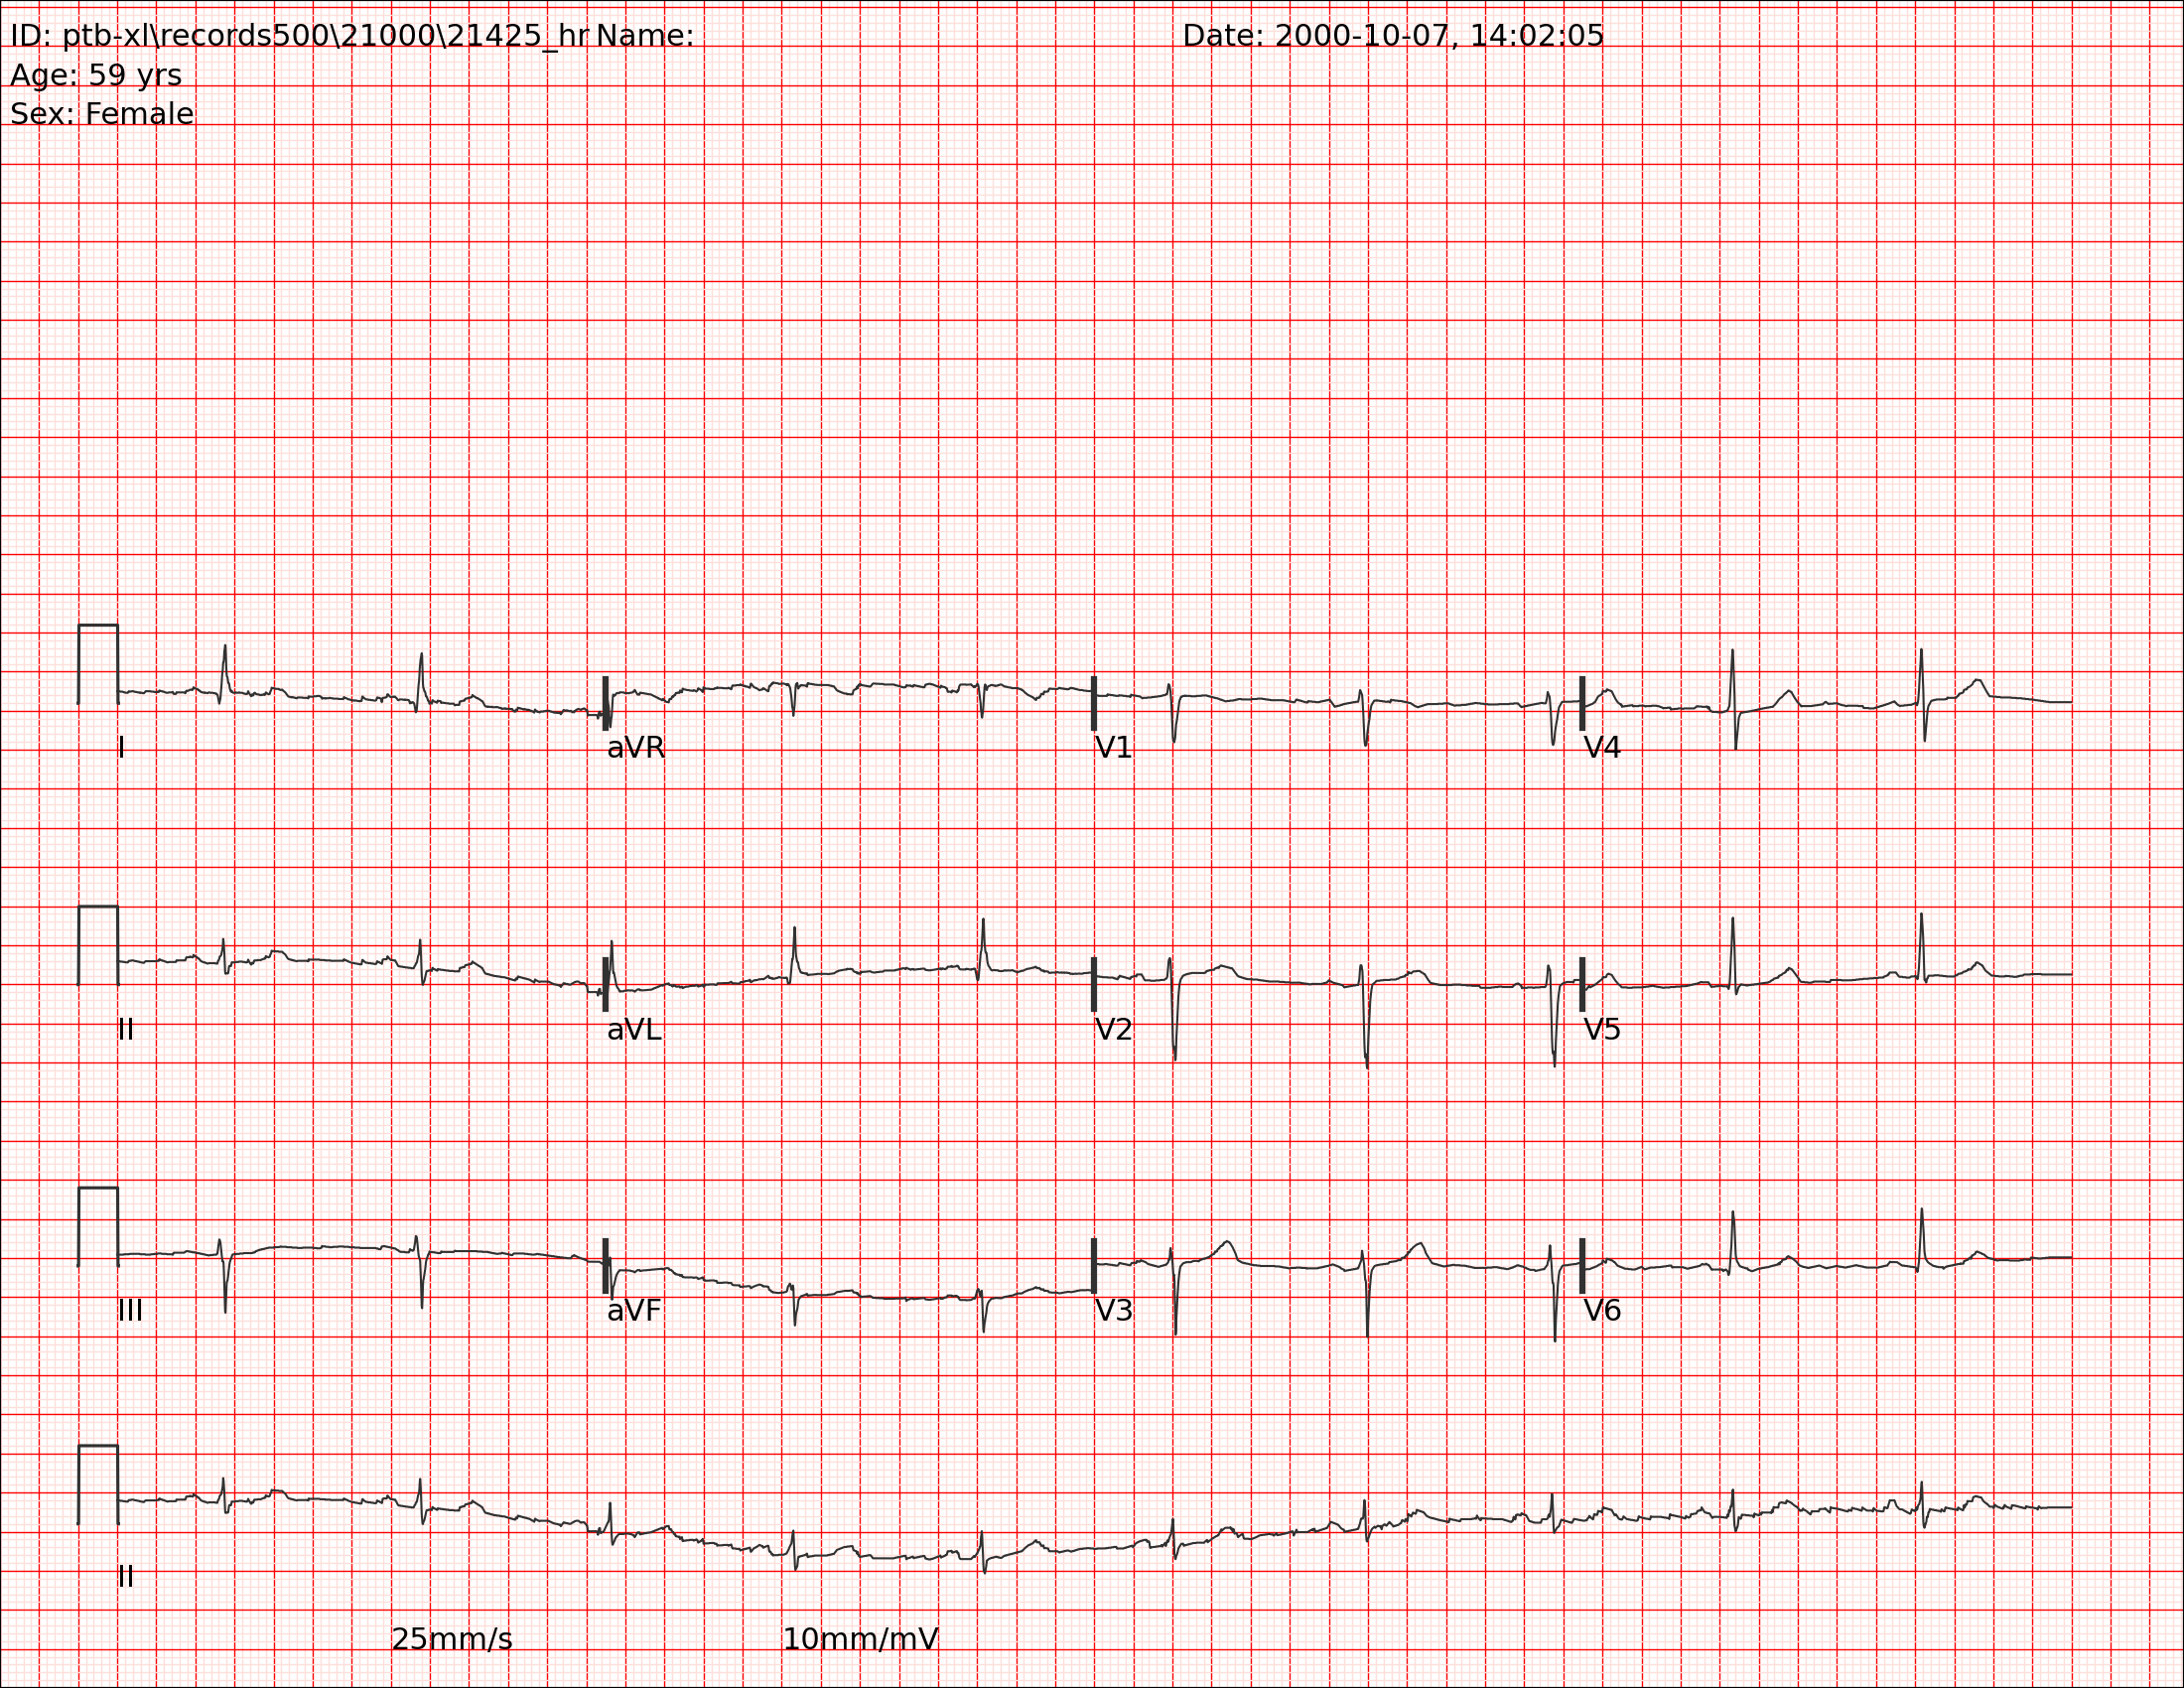 ID: ptb-xl\records500\21000\21425_hr Name: Date: 2000-10-07, 14:02:05
Age: 59 yrs
Sex: Female
I aVR V1 V4
II aVL V2 V5
III aVF V3 V6
II
25mm/s 10mm/mV